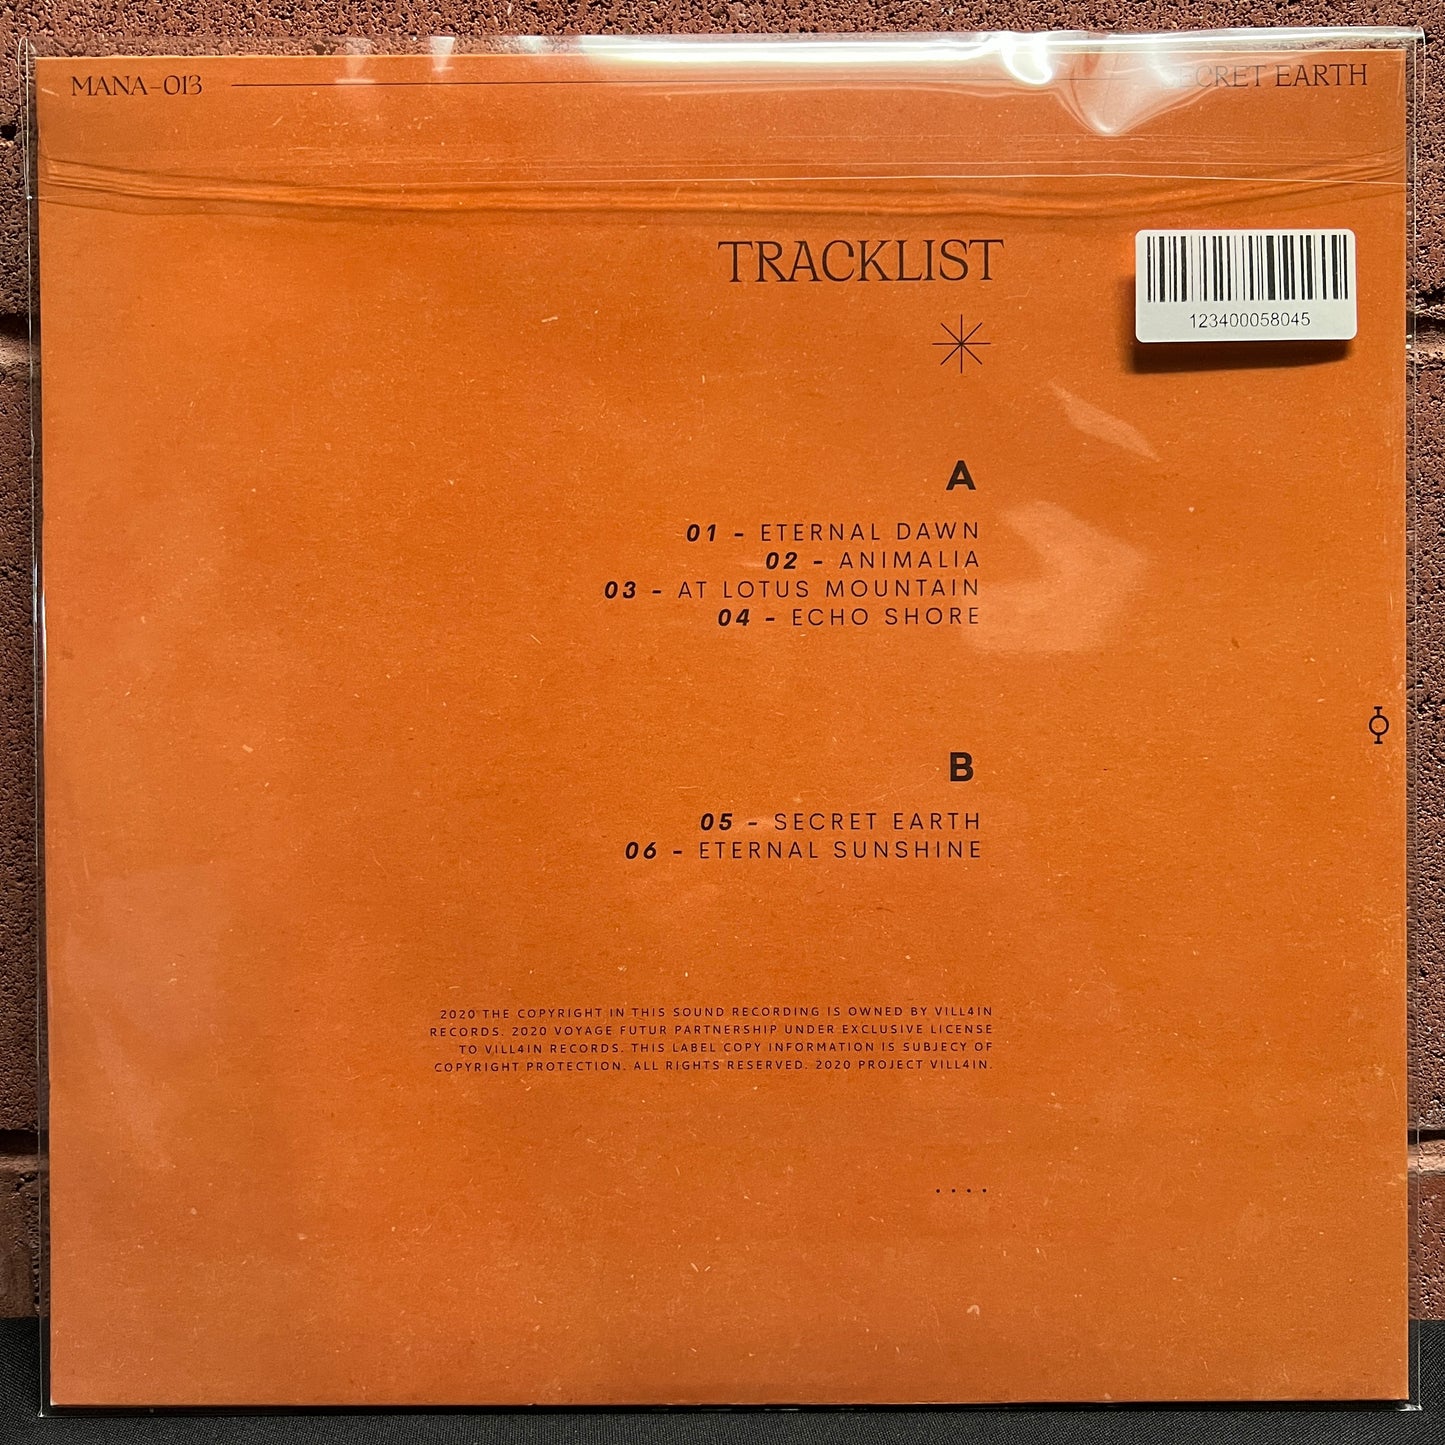 MANA-013
SECRET EARTH
TRACKLIST
123400058045
A
01 - ETERNAL DAWN
02 - ANIMALIA
03 - AT LOTUS MOUNTAIN
04 - ECHO SHORE
B
05 - SECRET EARTH
06 - ETERNAL SUNSHINE
2020 THE COPYRIGHT IN THIS SOUND RECORDING IS OWNED BY VILL4IN
RECORDS. 2020 VOYAGE FUTUR PARTNERSHIP UNDER EXCLUSIVE LICENSE
TO VILL4IN RECORDS. THIS LABEL COPY INFORMATION IS SUBJECY OF
COPYRIGHT PROTECTION. ALL RIGHTS RESERVED. 2020 PROJECT VILL4IN.